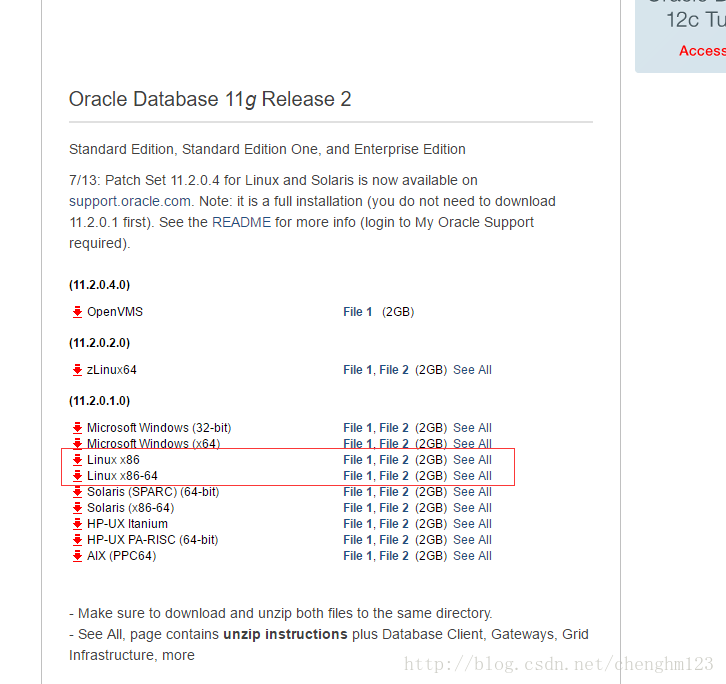 12c Tu
Access
Oracle Database 11g Release 2
Standard Edition, Standard Edition One, and Enterprise Edition
7/13: Patch Set 11.2.0.4 for Linux and Solaris is now available on
support.oracle.com. Note: it is a full installation (you do not need to download
11.2.0.1 first). See the README for more info (login to My Oracle Support
required).
(11.2.0.4.0)
OpenVMS File 1 (2GB)
(11.2.0.2.0)
zLinux64 File 1, File 2 (2GB) See All
(11.2.0.1.0)
Microsoft Windows (32-bit) File 1, File 2 (2GB) See All
Microsoft Windows (x64) File 1, File 2 (2GB) See All
Linux x86 File 1, File 2 (2GB) See All
Linux x86-64 File 1, File 2 (2GB) See All
Solaris (SPARC) (64-bit) File 1, File 2 (2GB) See All
Solaris (x86-64) File 1, File 2 (2GB) See All
HP-UX Itanium File 1, File 2 (2GB) See All
HP-UX PA-RISC (64-bit) File 1, File 2 (2GB) See All
AIX (PPC64) File 1, File 2 (2GB) See All
- Make sure to download and unzip both files to the same directory.
- See All, page contains unzip instructions plus Database Client, Gateways, Grid
Infrastructure, more
http://blog.csdn.net/chenghm123